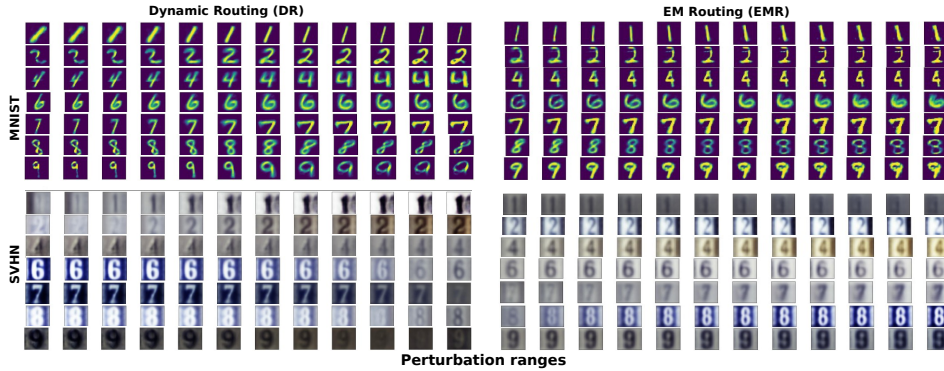 Dynamic Routing (DR)
EM Routing (EMR)
MNIST
SVHN
Perturbation ranges